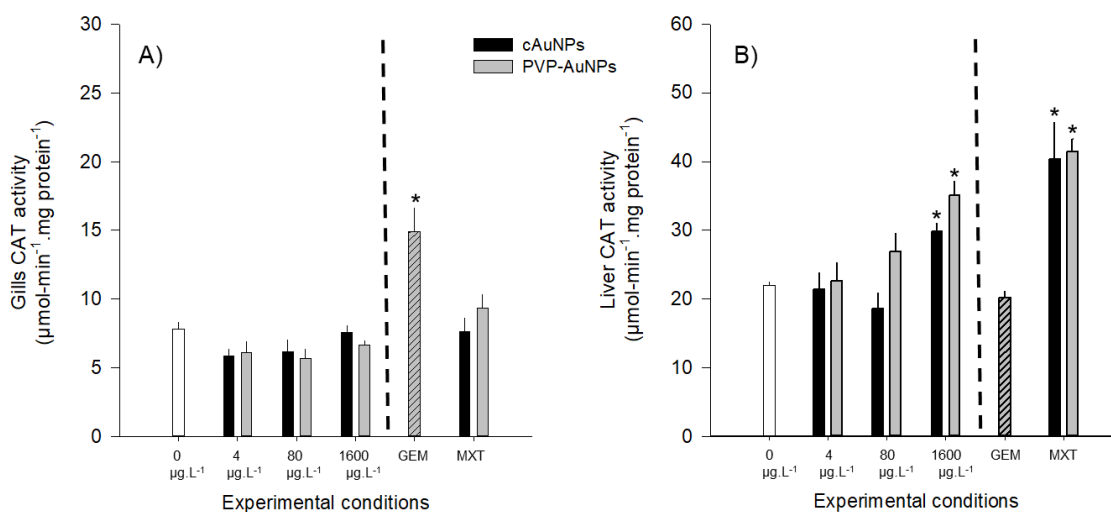 A)
cAuNPs
PVP-AuNPs
Gills CAT activity
(µmol-min⁻¹.mg protein⁻¹)
30
25
20
15
10
5
0
*
0 4 80 1600 GEM MXT
µg.L⁻¹ µg.L⁻¹ µg.L⁻¹ µg.L⁻¹
Experimental conditions
B)
Liver CAT activity
(µmol-min⁻¹.mg protein⁻¹)
60
50
40
30
20
10
0
* * * *
0 4 80 1600 GEM MXT
µg.L⁻¹ µg.L⁻¹ µg.L⁻¹ µg.L⁻¹
Experimental conditions